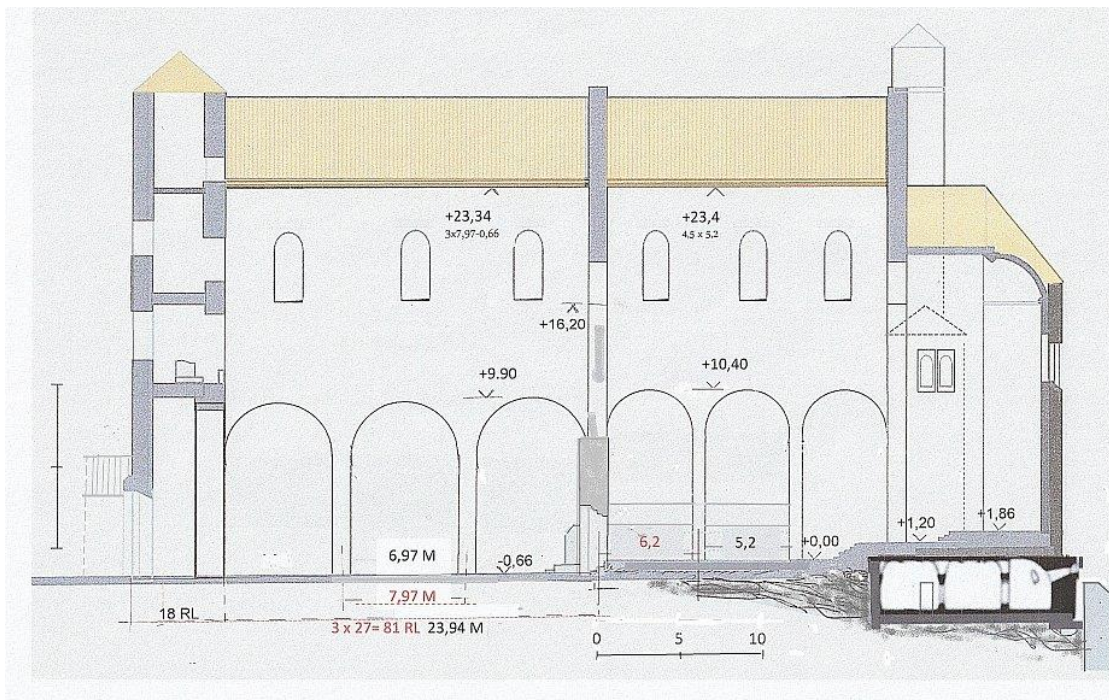 +23,34
3x7,97-0,66
+23,4
4,5 x 5,2
+16,20
+9.90
+10,40
6,97 M
-0,66
6,2
5,2
+0,00
+1,20
+1,86
7,97 M
18 RL
3 x 27= 81 RL 23,94 M
0 5 10